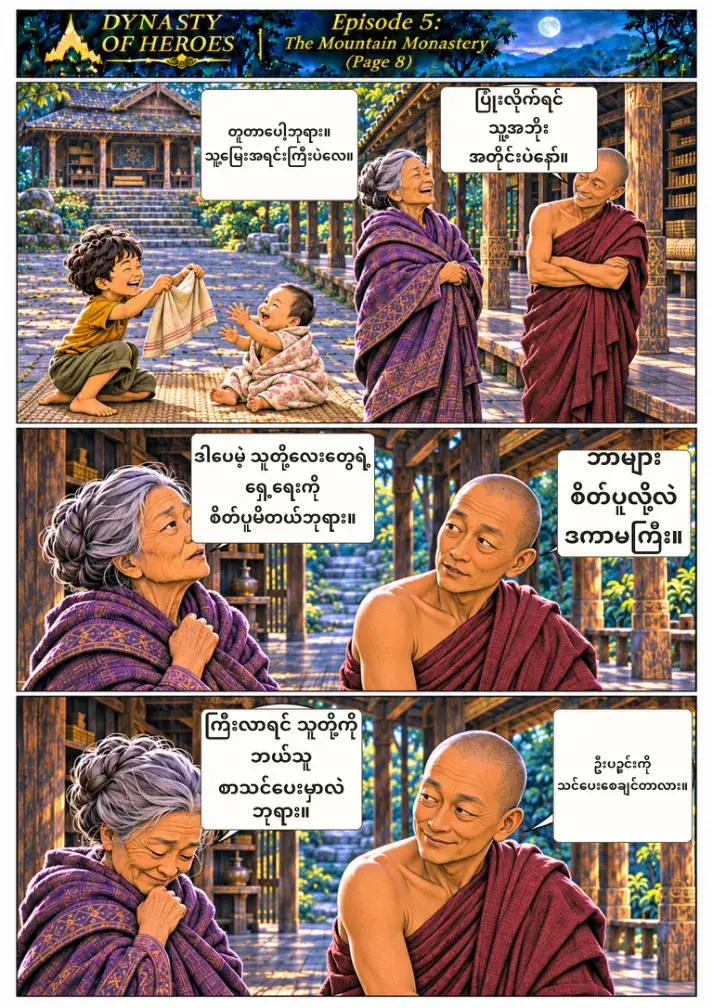 DYNASTY
OF HEROES
Episode 5:
The Mountain Monastery
(Page 8)
တူတာပေါ့ဘုရား။
သူ့မြေးအရင်းကြီးပဲလေ။
ပြုံးလိုက်ရင်
သူ့အဘိုး
အတိုင်းပဲနော်။
ဒါပေမဲ့ သူတို့လေးတွေရဲ့
ရှေ့ရေးကို
စိတ်ပူမိတယ်ဘုရား။
ဘာများ
စိတ်ပူလို့လဲ
ဒကာမကြီး။
ကြီးလာရင် သူတို့ကို
ဘယ်သူ
စာသင်ပေးမှာလဲ
ဘုရား။
ဦးပဉ္ဇင်းကို
သင်ပေးစေချင်တာလား။